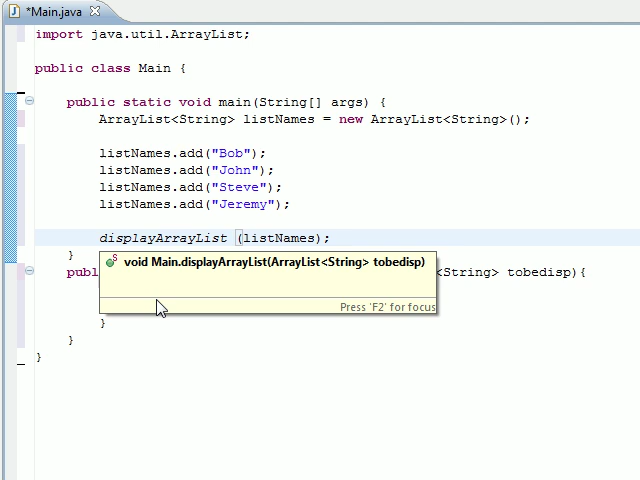 *Main.java
import java.util.ArrayList;
public class Main {
public static void main(String[] args) {
ArrayList<String> listNames = new ArrayList<String>();
listNames.add("Bob");
listNames.add("John");
listNames.add("Steve");
listNames.add("Jeremy");
displayArrayList (listNames);
}
void Main.displayArrayList(ArrayList<String> tobedisp)
<String> tobedisp){
Press 'F2' for focus
}
}
}